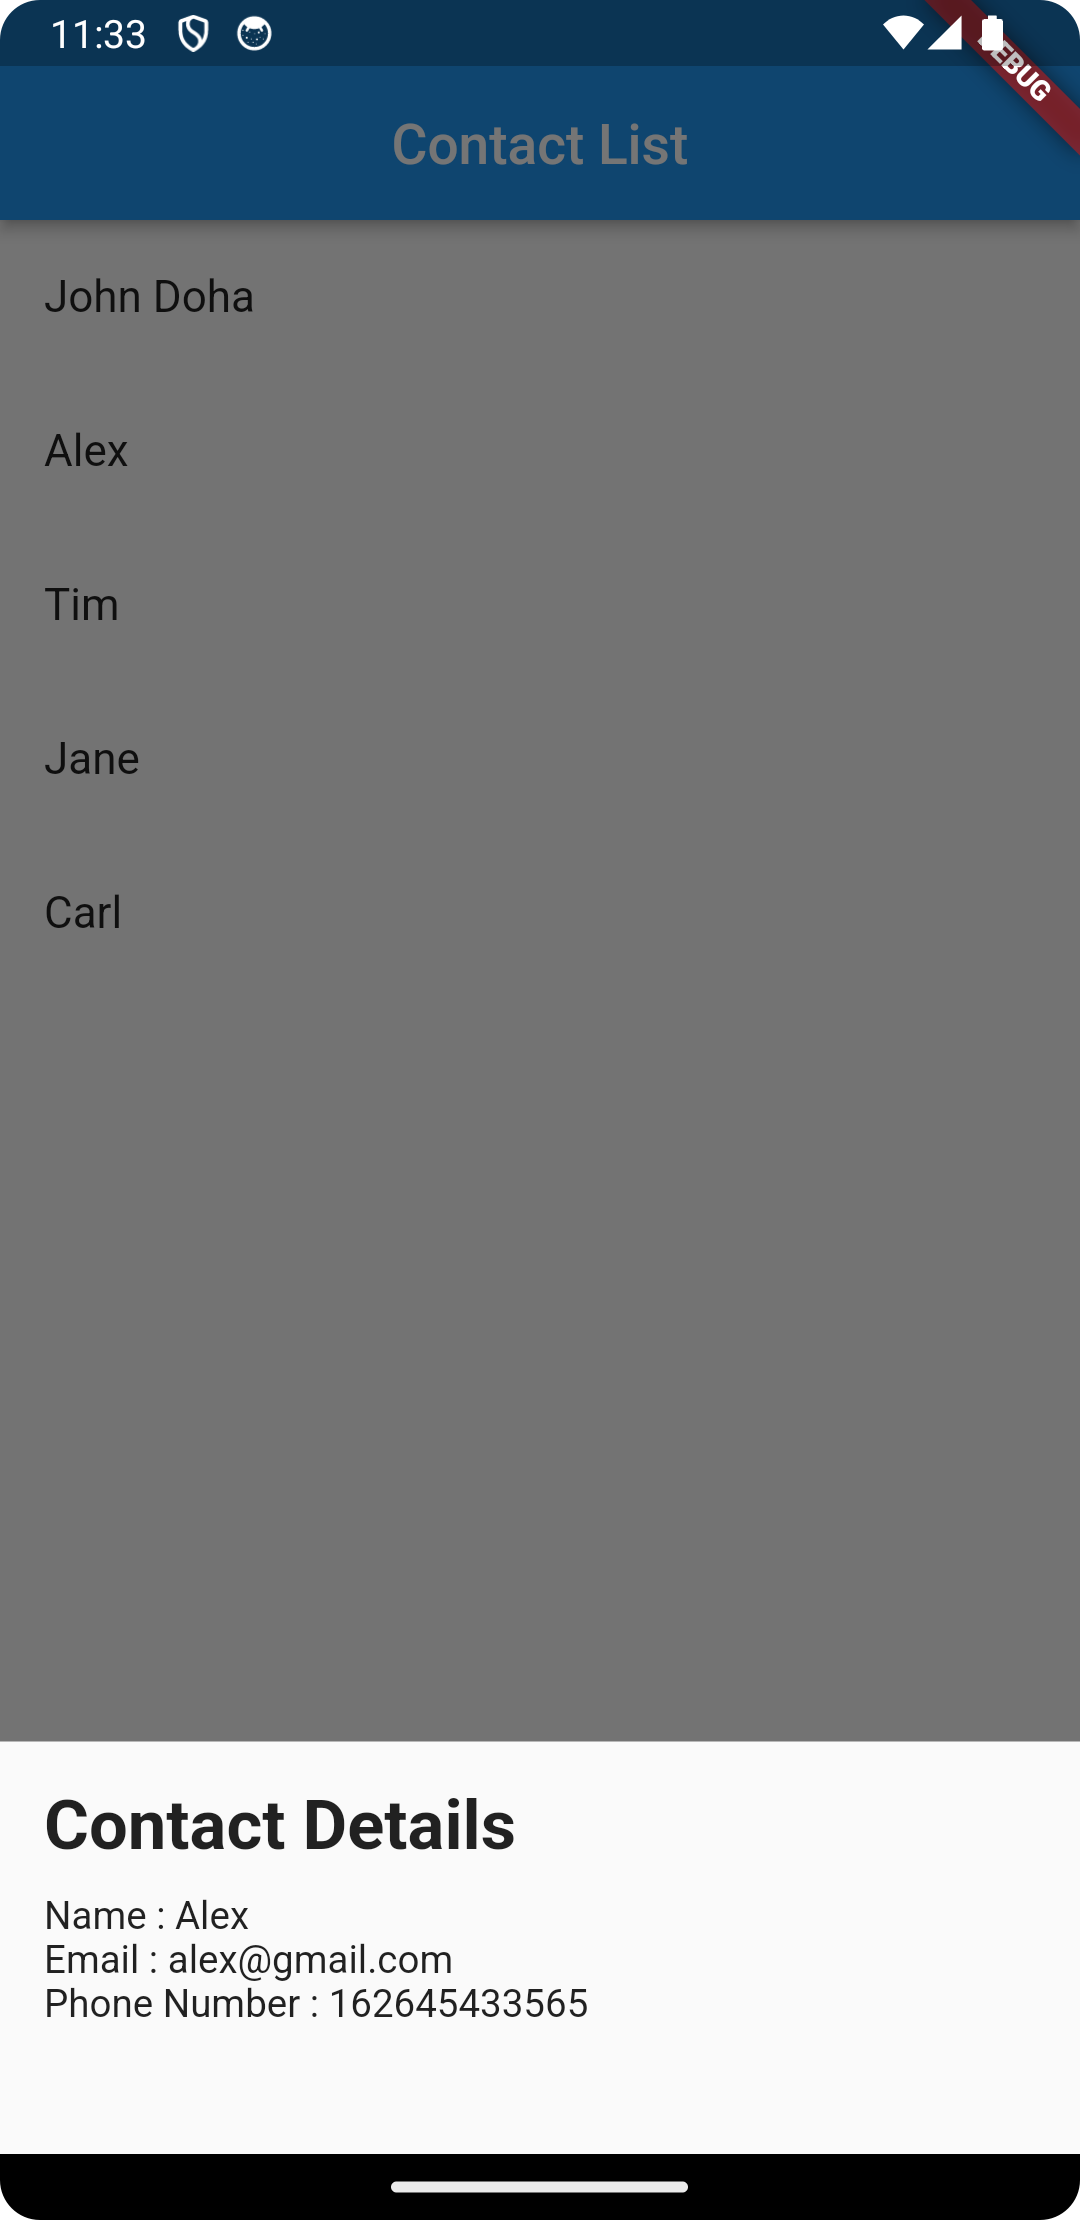 11:33
DEBUG
Contact List
John Doha
Alex
Tim
Jane
Carl
Contact Details
Name : Alex
Email : alex@gmail.com
Phone Number : 162645433565